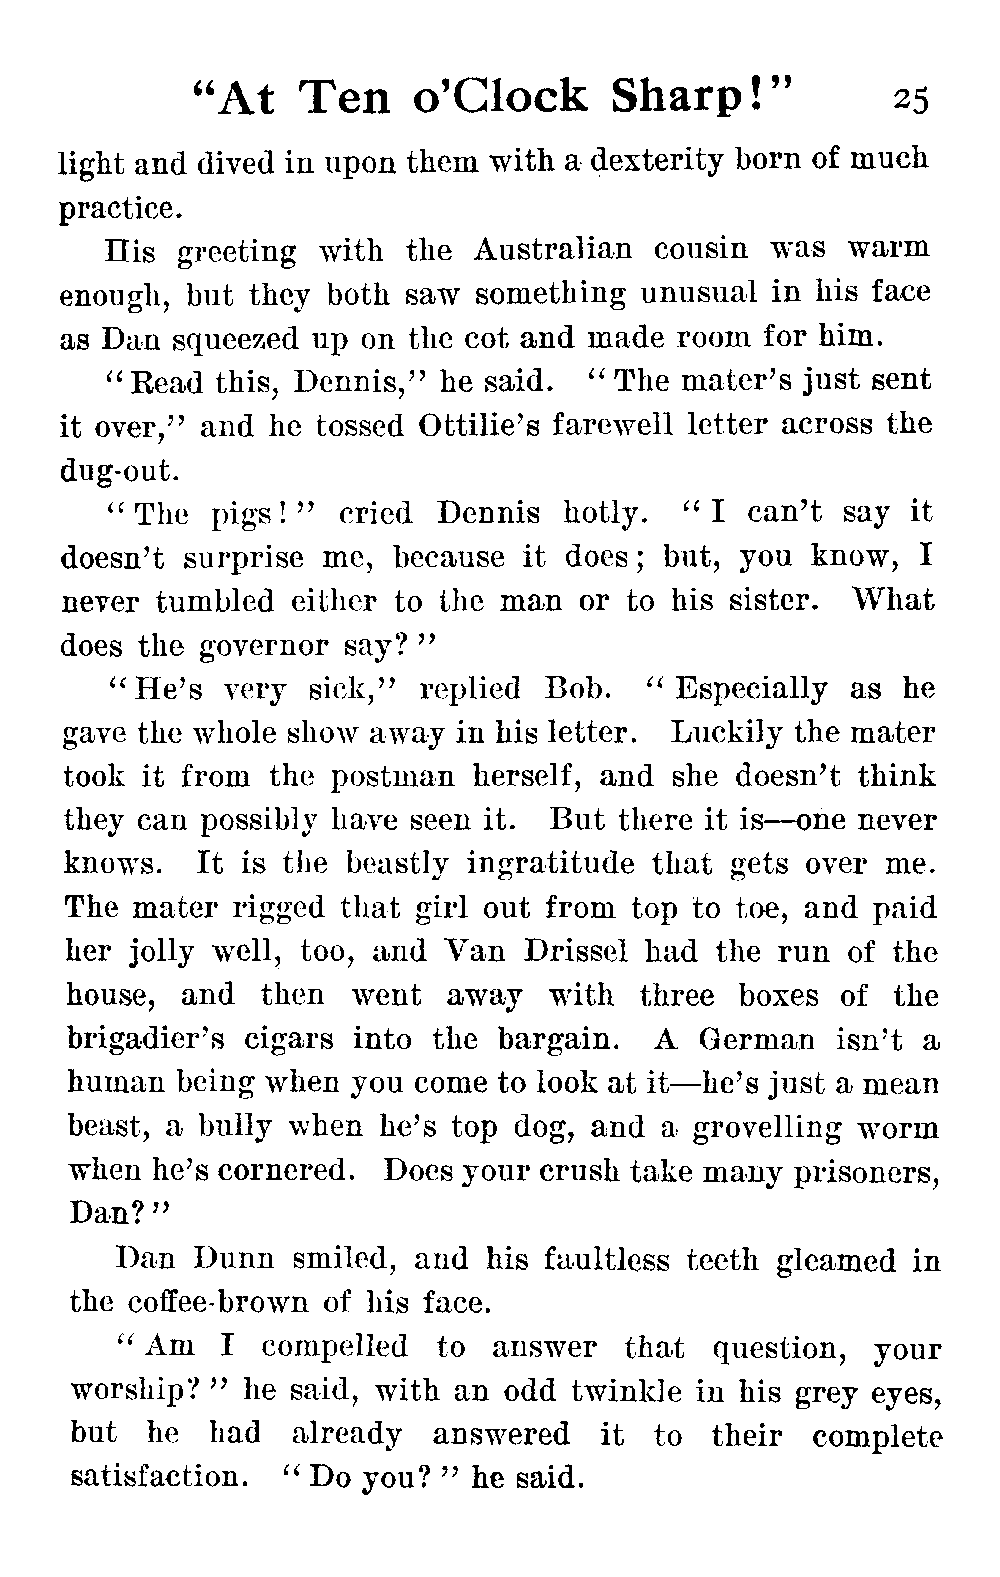 "At Ten o'Clock Sharp!" 25
light and dived in upon them with a dexterity born of much
practice.
His greeting with the Australian cousin was warm
enough, but they both saw something unusual in his face
as Dan squeezed up on the cot and made room for him.
"Read this, Dennis," he said. "The mater's just sent
it over," and he tossed Ottilie's farewell letter across the
dug-out.
"The pigs!" cried Dennis hotly. "I can't say it
doesn't surprise me, because it does; but, you know, I
never tumbled either to the man or to his sister. What
does the governor say?"
"He's very sick," replied Bob. "Especially as he
gave the whole show away in his letter. Luckily the mater
took it from the postman herself, and she doesn't think
they can possibly have seen it. But there it is—one never
knows. It is the beastly ingratitude that gets over me.
The mater rigged that girl out from top to toe, and paid
her jolly well, too, and Van Drissel had the run of the
house, and then went away with three boxes of the
brigadier's cigars into the bargain. A German isn't a
human being when you come to look at it—he's just a mean
beast, a bully when he's top dog, and a grovelling worm
when he's cornered. Does your crush take many prisoners,
Dan?"
Dan Dunn smiled, and his faultless teeth gleamed in
the coffee-brown of his face.
"Am I compelled to answer that question, your
worship?" he said, with an odd twinkle in his grey eyes,
but he had already answered it to their complete
satisfaction. "Do you?" he said.